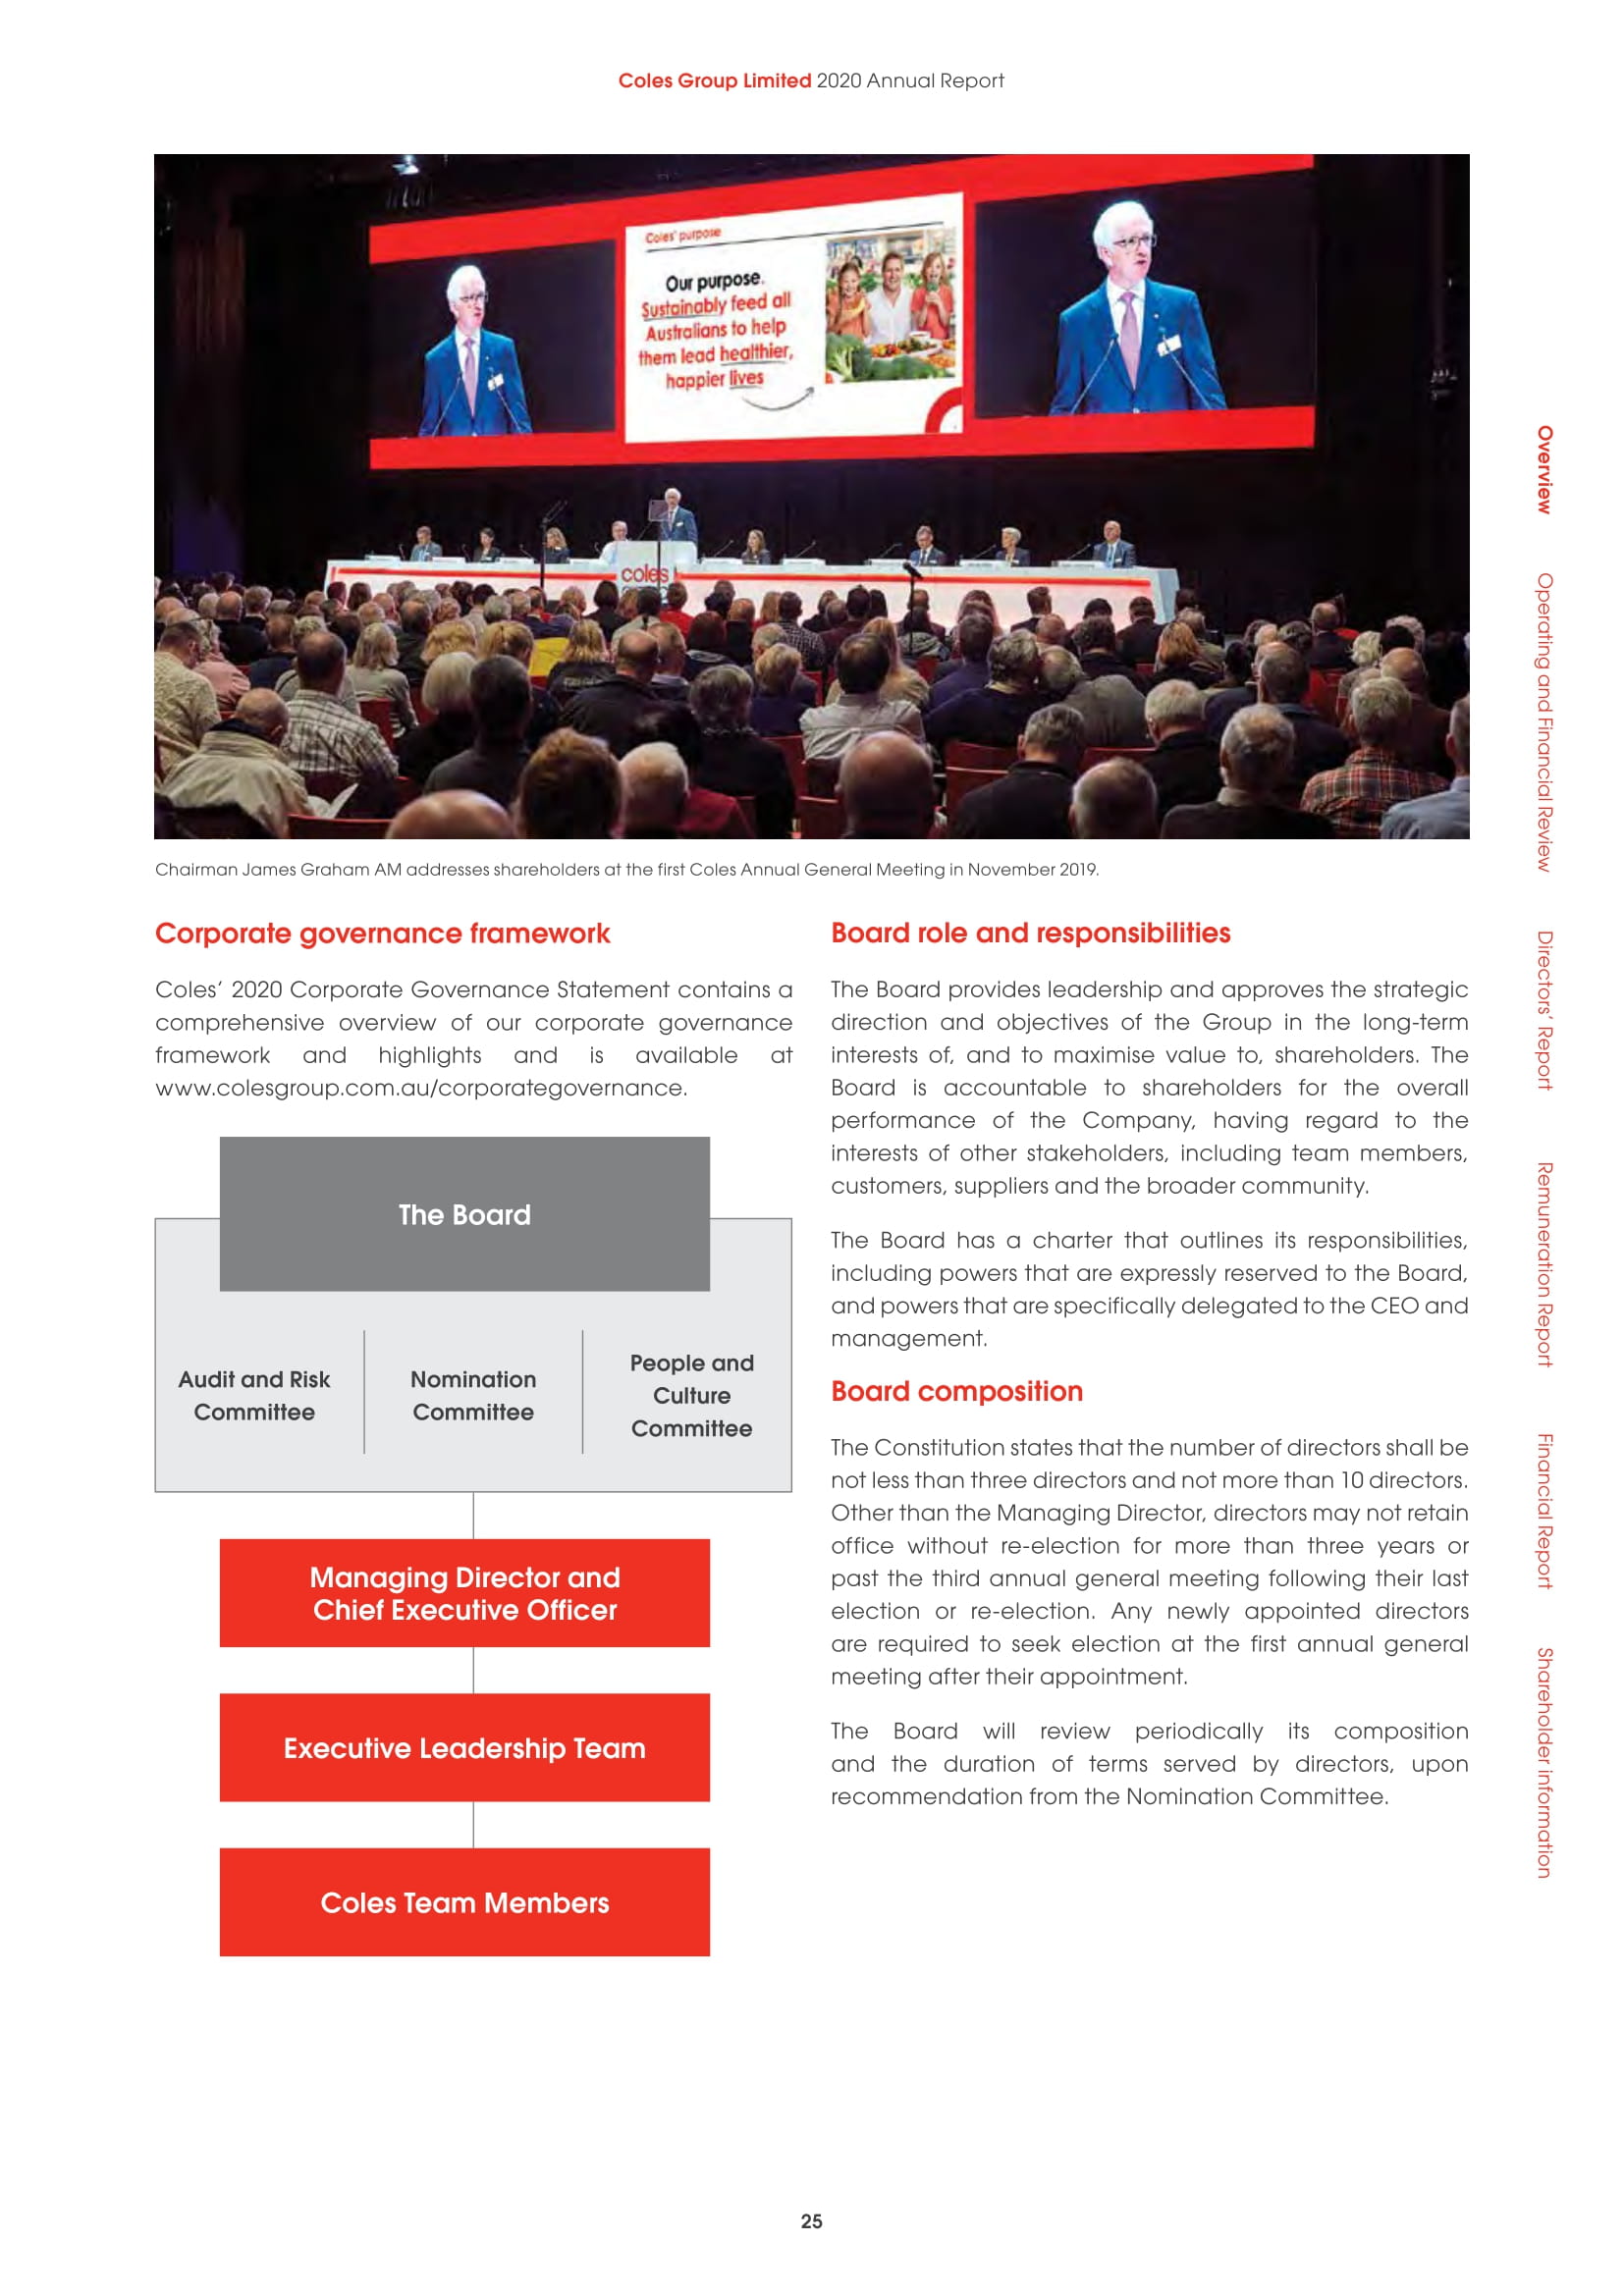 Coles Group Limited 2020 Annual Report
Coles' purpose
Our purpose.
Sustainably feed all
Australians to help
them lead healthier,
happier lives
coles
Chairman James Graham AM addresses shareholders at the first Coles Annual General Meeting in November 2019.
Corporate governance framework
Coles' 2020 Corporate Governance Statement contains a
comprehensive overview of our corporate governance
framework and highlights and is available at
www.colesgroup.com.au/corporategovernance.
The Board
Audit and Risk
Committee
Nomination
Committee
People and
Culture
Committee
Managing Director and
Chief Executive Officer
Executive Leadership Team
Coles Team Members
Board role and responsibilities
The Board provides leadership and approves the strategic
direction and objectives of the Group in the long-term
interests of, and to maximise value to, shareholders. The
Board is accountable to shareholders for the overall
performance of the Company, having regard to the
interests of other stakeholders, including team members,
customers, suppliers and the broader community.
The Board has a charter that outlines its responsibilities,
including powers that are expressly reserved to the Board,
and powers that are specifically delegated to the CEO and
management.
Board composition
The Constitution states that the number of directors shall be
not less than three directors and not more than 10 directors.
Other than the Managing Director, directors may not retain
office without re-election for more than three years or
past the third annual general meeting following their last
election or re-election. Any newly appointed directors
are required to seek election at the first annual general
meeting after their appointment.
The Board will review periodically its composition
and the duration of terms served by directors, upon
recommendation from the Nomination Committee.
Overview
Operating and Financial Review
Directors' Report
Remuneration Report
Financial Report
Shareholder information
25